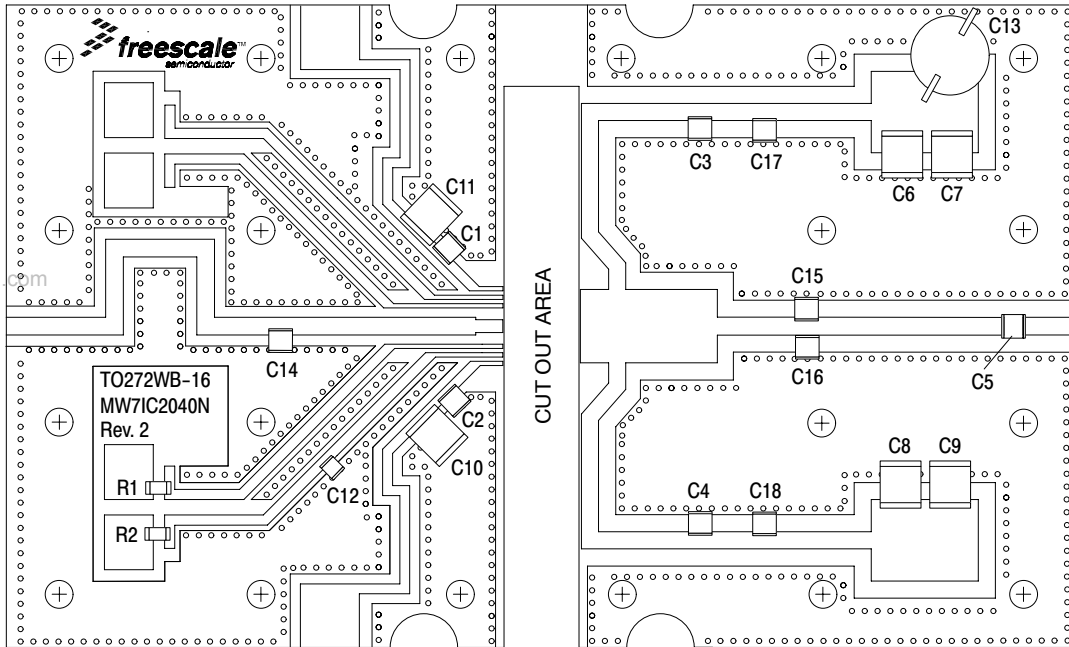 freescale™
semiconductor
C13
C3
C17
C6
C7
C11
C1
.com
C15
C14
C16
C5
CUT OUT AREA
TO272WB-16
MW7IC2040N
Rev. 2
C2
C10
C8
C9
R1
C12
C4
C18
R2